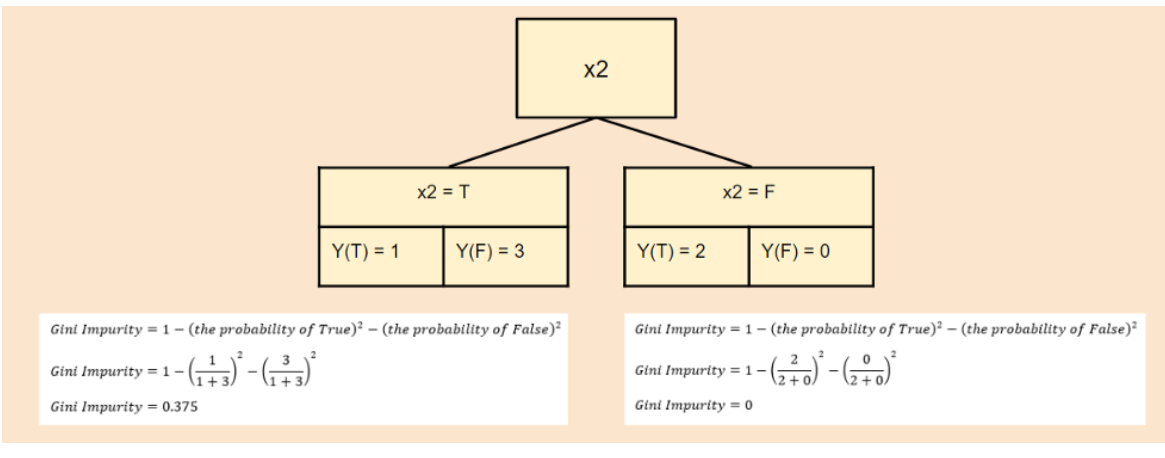 x2
x2 = T
Y(T) = 1 Y(F) = 3
x2 = F
Y(T) = 2 Y(F) = 0
Gini Impurity = 1 − (the probability of True)² − (the probability of False)²
Gini Impurity = 1 − (1/(1 + 3))² − (3/(1 + 3))²
Gini Impurity = 0.375
Gini Impurity = 1 − (the probability of True)² − (the probability of False)²
Gini Impurity = 1 − (2/(2 + 0))² − (0/(2 + 0))²
Gini Impurity = 0